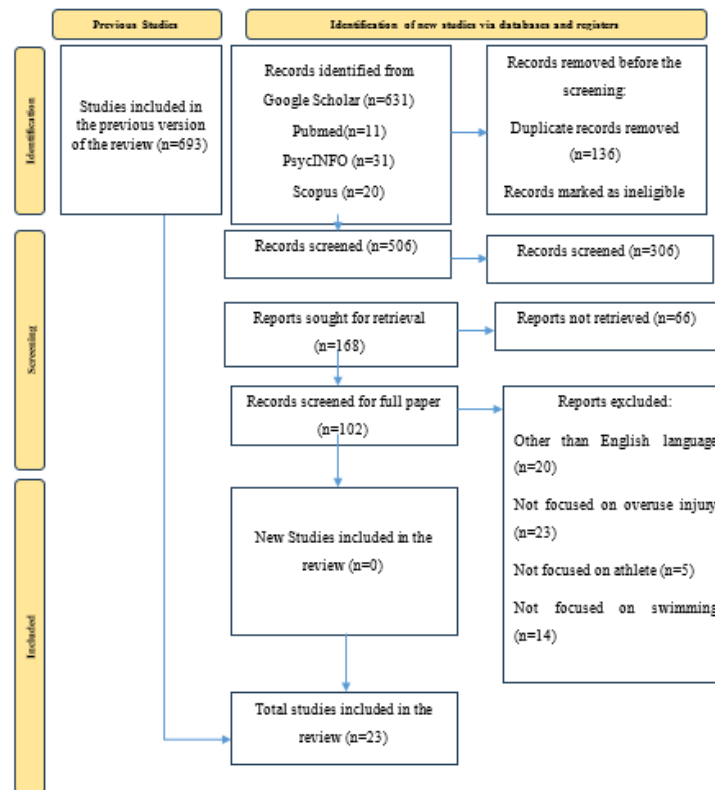 Previous Studies
Identification of new studies via databases and registers
Identification
Studies included in
the previous version
of the review (n=693)
Records identified from
Google Scholar (n=631)
Pubmed(n=11)
PsycINFO (n=31)
Scopus (n=20)
Records removed before the
screening:
Duplicate records removed
(n=136)
Records marked as ineligible
Screening
Records screened (n=506)
Records screened (n=306)
Reports sought for retrieval
(n=168)
Reports not retrieved (n=66)
Records screened for full paper
(n=102)
Reports excluded:
Other than English language
(n=20)
Not focused on overuse injury
(n=23)
Not focused on athlete (n=5)
Not focused on swimming
(n=14)
Included
New Studies included in the
review (n=0)
Total studies included in the
review (n=23)